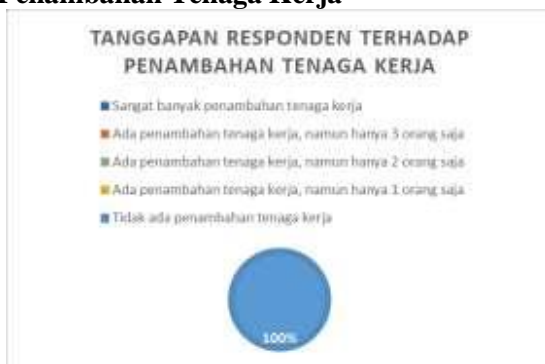 Penambahan Tenaga Kerja
TANGGAPAN RESPONDEN TERHADAP
PENAMBAHAN TENAGA KERJA
Sangat banyak penambahan tenaga kerja
Ada penambahan tenaga kerja, namun hanya 3 orang saja
Ada penambahan tenaga kerja, namun hanya 2 orang saja
Ada penambahan tenaga kerja, namun hanya 1 orang saja
Tidak ada penambahan tenaga kerja
100%